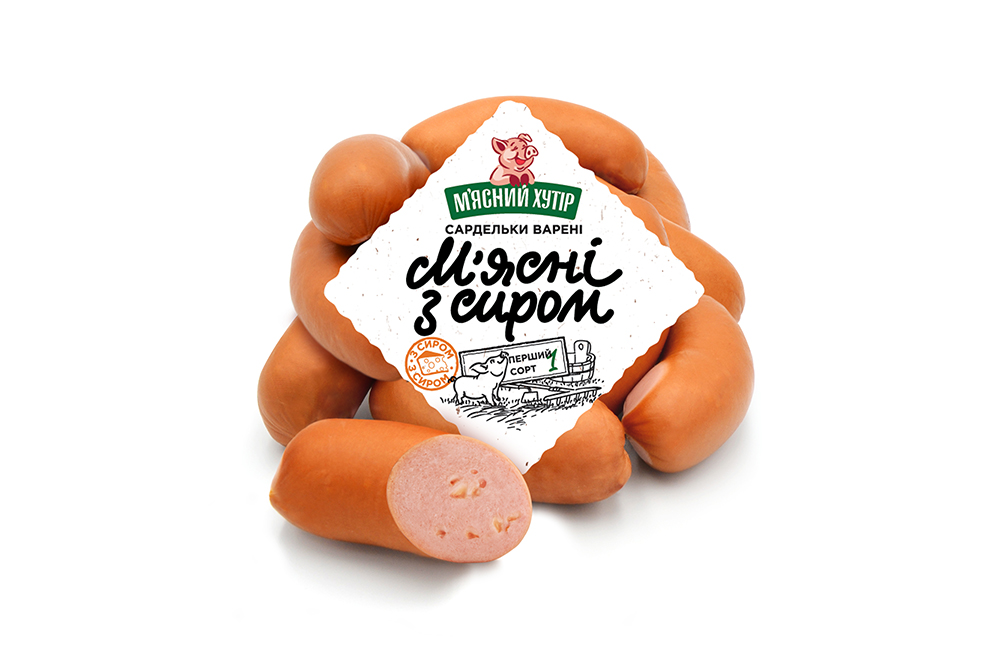 М'ЯСНИЙ ХУТІР
САРДЕЛЬКИ ВАРЕНІ
м'ясні
з сиром
З СИРОМ
З СИРОМ
ПЕРШИЙ
СОРТ 1